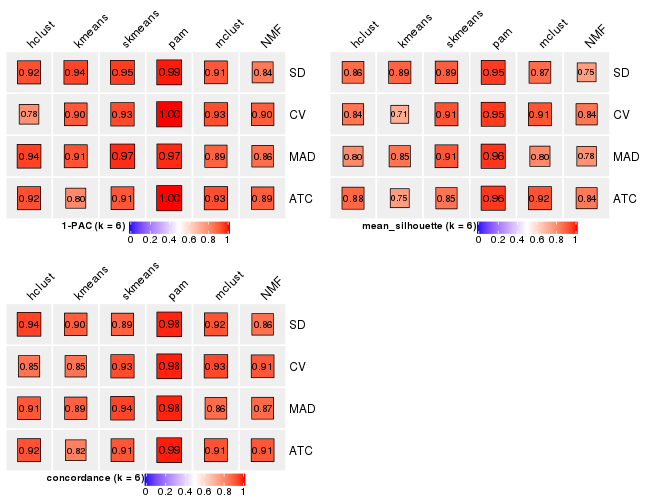 hclust kmeans skmeans pam mclust NMF
0.92 0.94 0.95 0.99 0.91 0.84 SD
0.78 0.90 0.93 1.00 0.93 0.90 CV
0.94 0.91 0.97 0.97 0.89 0.86 MAD
0.92 0.80 0.91 1.00 0.93 0.89 ATC
1-PAC (k = 6)
0 0.2 0.4 0.6 0.8 1
hclust kmeans skmeans pam mclust NMF
0.86 0.89 0.89 0.95 0.87 0.75 SD
0.84 0.71 0.91 0.95 0.91 0.84 CV
0.80 0.85 0.91 0.96 0.80 0.78 MAD
0.88 0.75 0.85 0.96 0.92 0.84 ATC
mean_silhouette (k = 6)
0 0.2 0.4 0.6 0.8 1
hclust kmeans skmeans pam mclust NMF
0.94 0.90 0.89 0.98 0.92 0.86 SD
0.85 0.85 0.93 0.98 0.93 0.91 CV
0.91 0.89 0.94 0.98 0.86 0.87 MAD
0.92 0.82 0.91 0.99 0.91 0.91 ATC
concordance (k = 6)
0 0.2 0.4 0.6 0.8 1